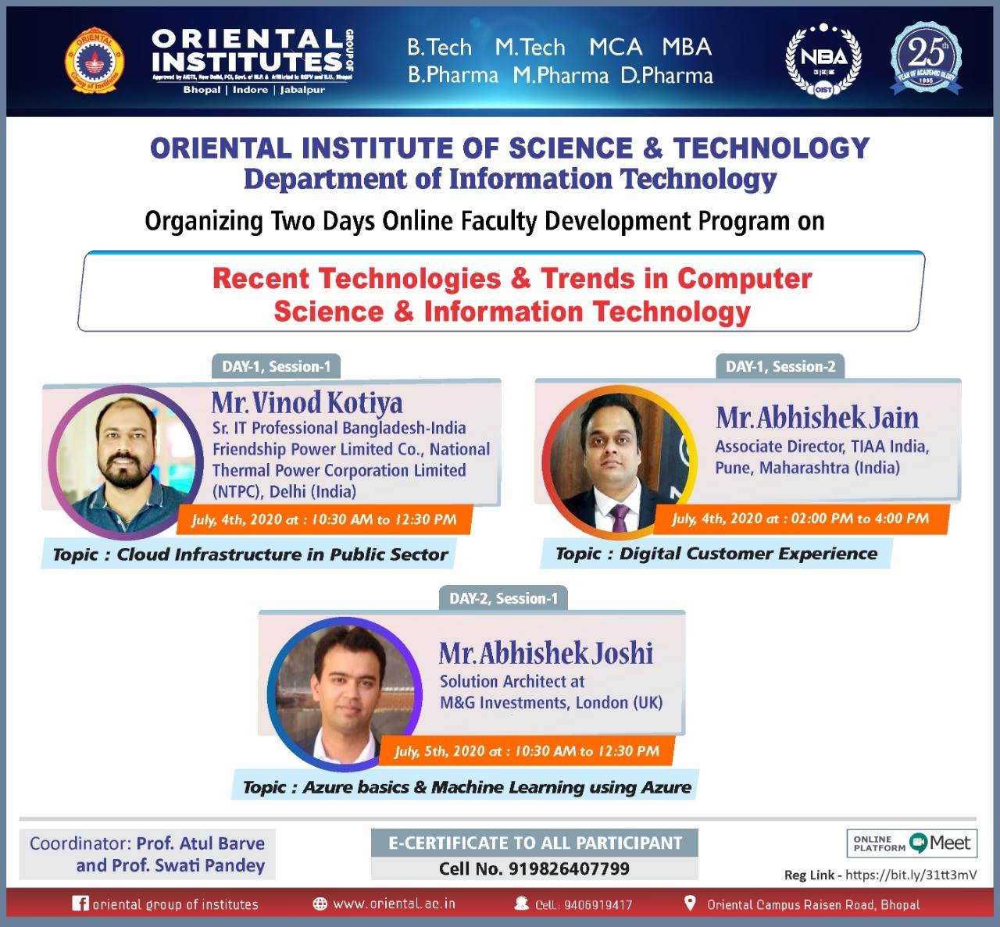 ORIENTAL
INSTITUTES
GROUP OF
Approved by AICTE, New Delhi, PCI, Govt. of M.P. & Affiliated to RGPV and B.U., Bhopal
Bhopal | Indore | Jabalpur
ORIENTAL
Group of Institutes
B.Tech M.Tech MCA MBA
B.Pharma M.Pharma D.Pharma
NBA
OIST
25th
YEAR OF ACADEMIC GLORY
1995
ORIENTAL INSTITUTE OF SCIENCE & TECHNOLOGY
Department of Information Technology
Organizing Two Days Online Faculty Development Program on
Recent Technologies & Trends in Computer
Science & Information Technology
DAY-1, Session-1
Mr. Vinod Kotiya
Sr. IT Professional Bangladesh-India
Friendship Power Limited Co., National
Thermal Power Corporation Limited
(NTPC), Delhi (India)
July, 4th, 2020 at : 10:30 AM to 12:30 PM
Topic : Cloud Infrastructure in Public Sector
DAY-1, Session-2
Mr. Abhishek Jain
Associate Director, TIAA India,
Pune, Maharashtra (India)
July, 4th, 2020 at : 02:00 PM to 4:00 PM
Topic : Digital Customer Experience
DAY-2, Session-1
Mr. Abhishek Joshi
Solution Architect at
M&G Investments, London (UK)
July, 5th, 2020 at : 10:30 AM to 12:30 PM
Topic : Azure basics & Machine Learning using Azure
Coordinator: Prof. Atul Barve
and Prof. Swati Pandey
E-CERTIFICATE TO ALL PARTICIPANT
Cell No. 919826407799
ONLINE
PLATFORM
Meet
Reg Link - https://bit.ly/31tt3mV
oriental group of institutes
www.oriental.ac.in
Cell.: 9406919417
Oriental Campus Raisen Road, Bhopal